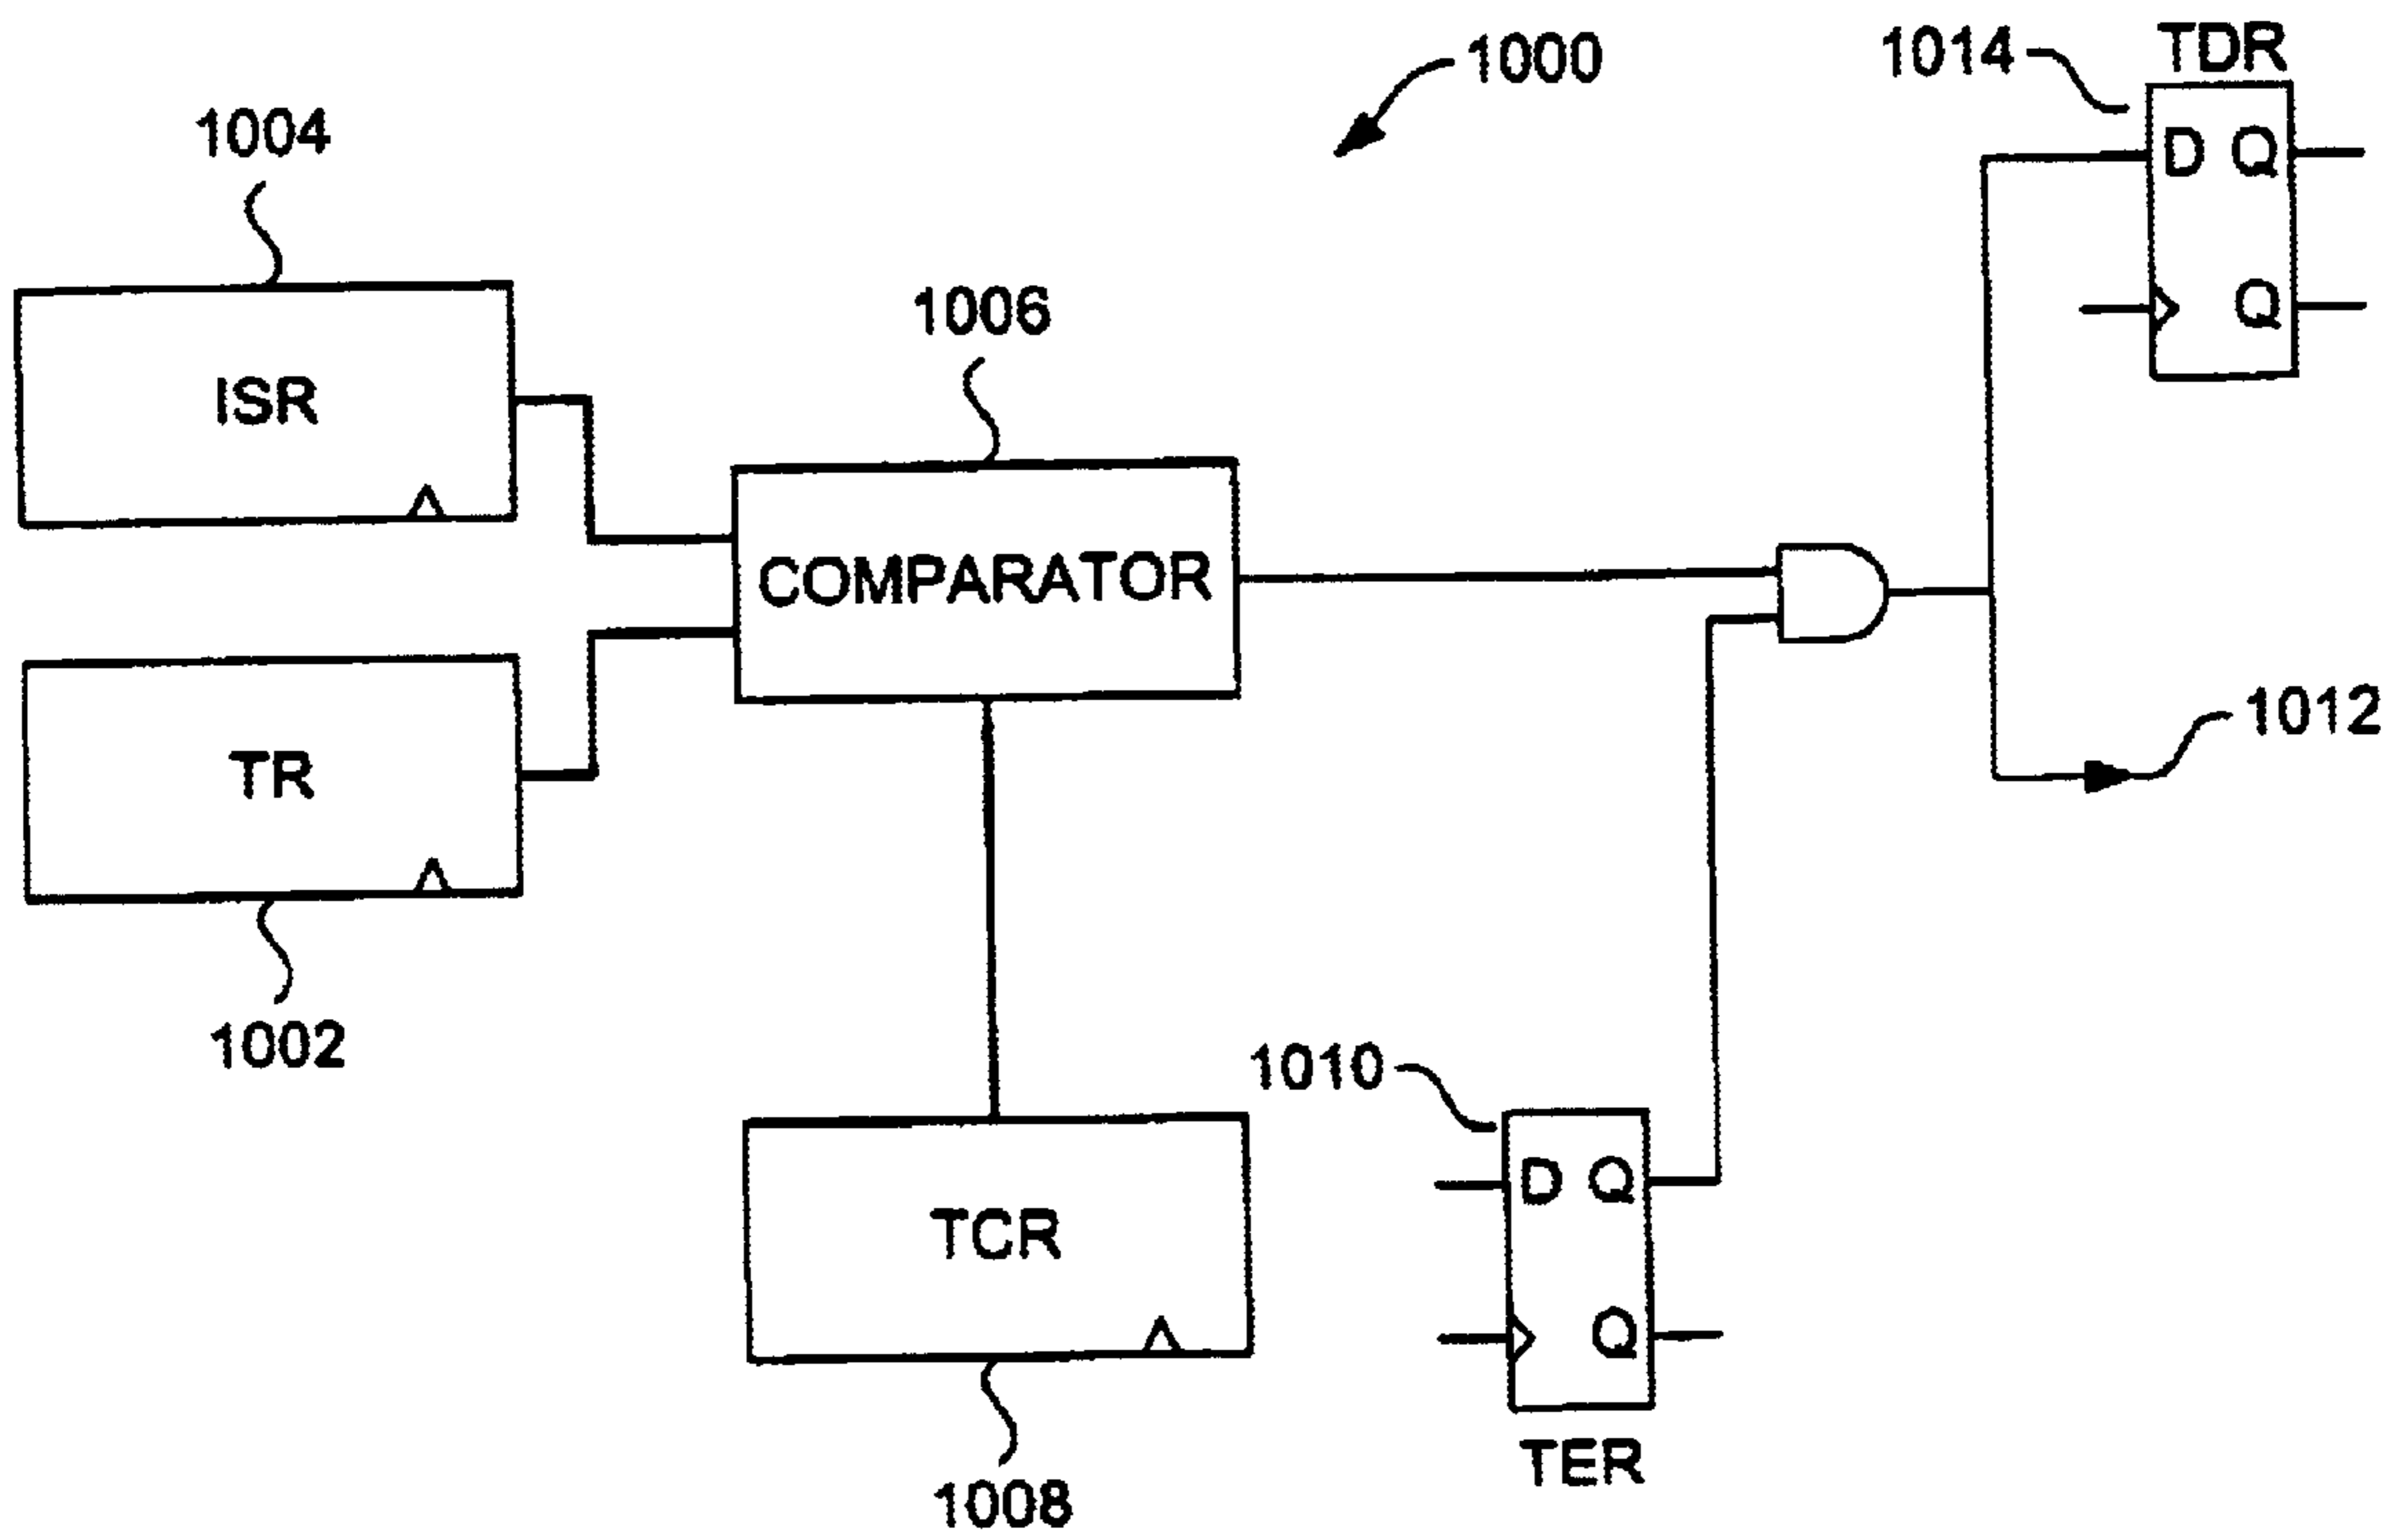 1000
1014
TDR
D Q
Q
1004
ISR
1006
COMPARATOR
TR
1002
1012
1010
D Q
Q
TER
TCR
1008